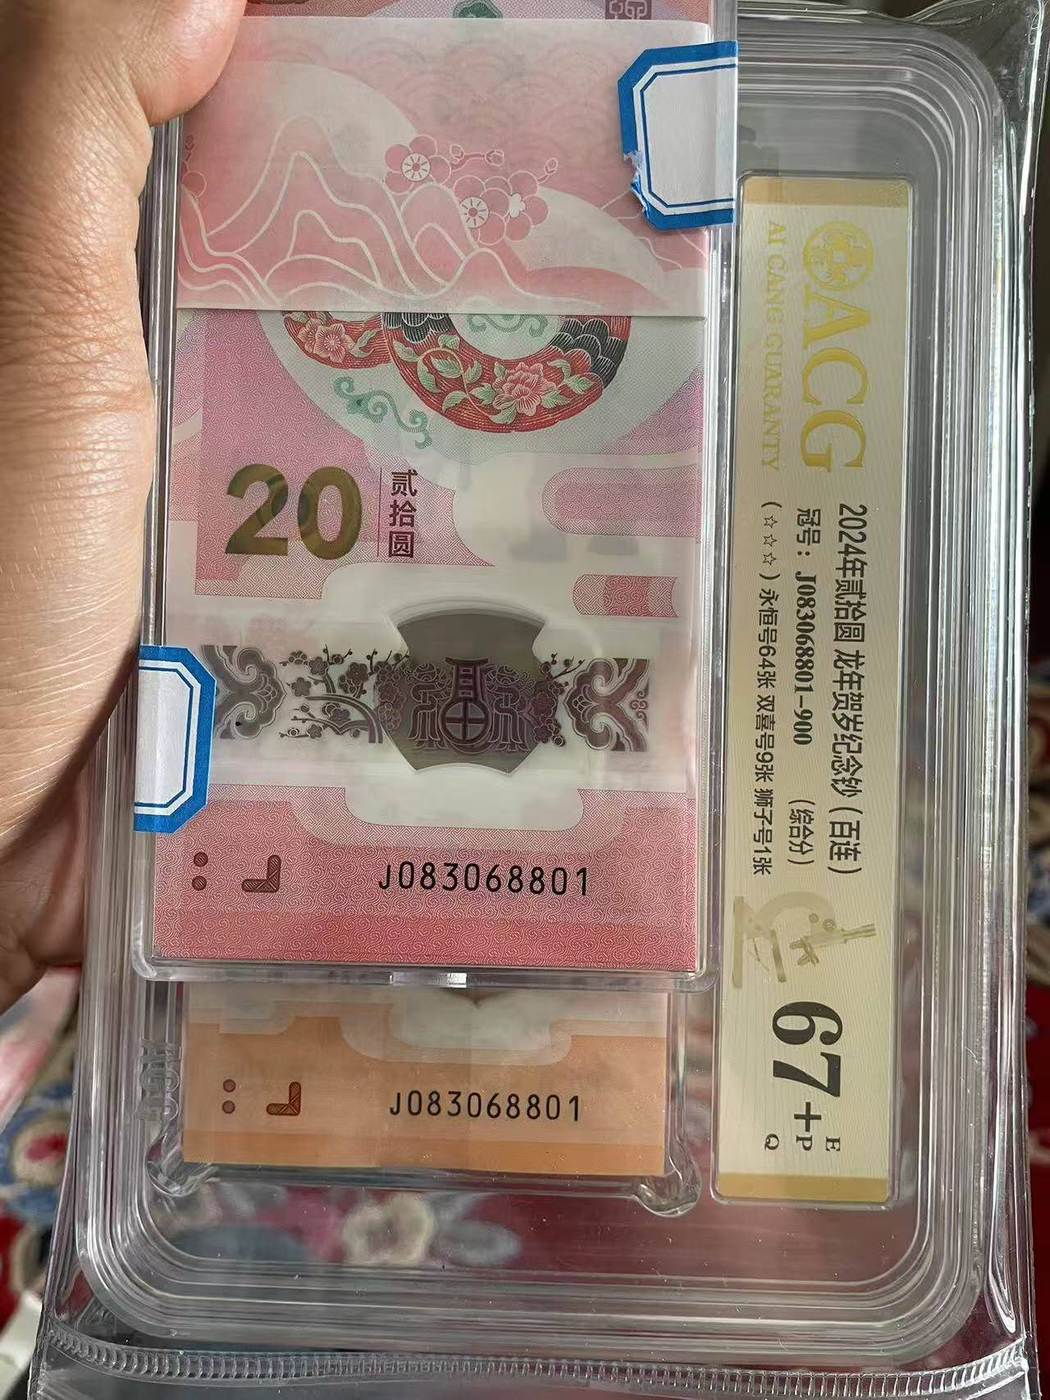 20
贰拾圆
J083068801
J083068801
ACG
AI CANG GUARANTY
2024年贰拾圆 龙年贺岁纪念钞（百连）
冠号：J083068801-900 （综合分）
（☆☆☆）永恒号64张 双喜号9张 狮子号1张
67+
E
P
Q